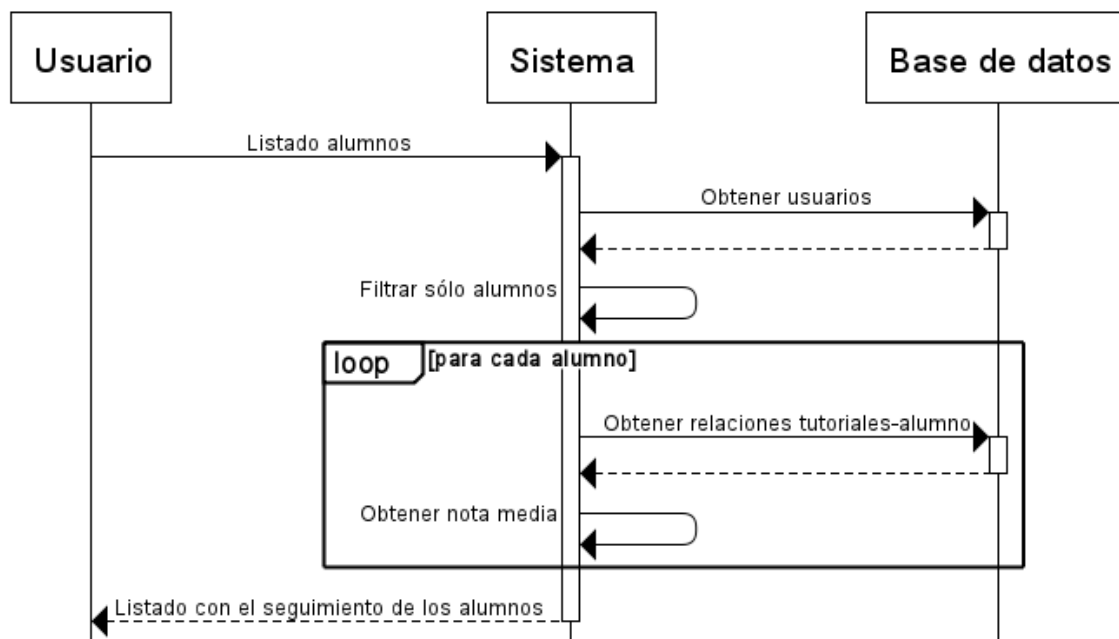 Usuario
Sistema
Base de datos
Listado alumnos
Obtener usuarios
Filtrar sólo alumnos
loop
[para cada alumno]
Obtener relaciones tutoriales-alumno
Obtener nota media
Listado con el seguimiento de los alumnos